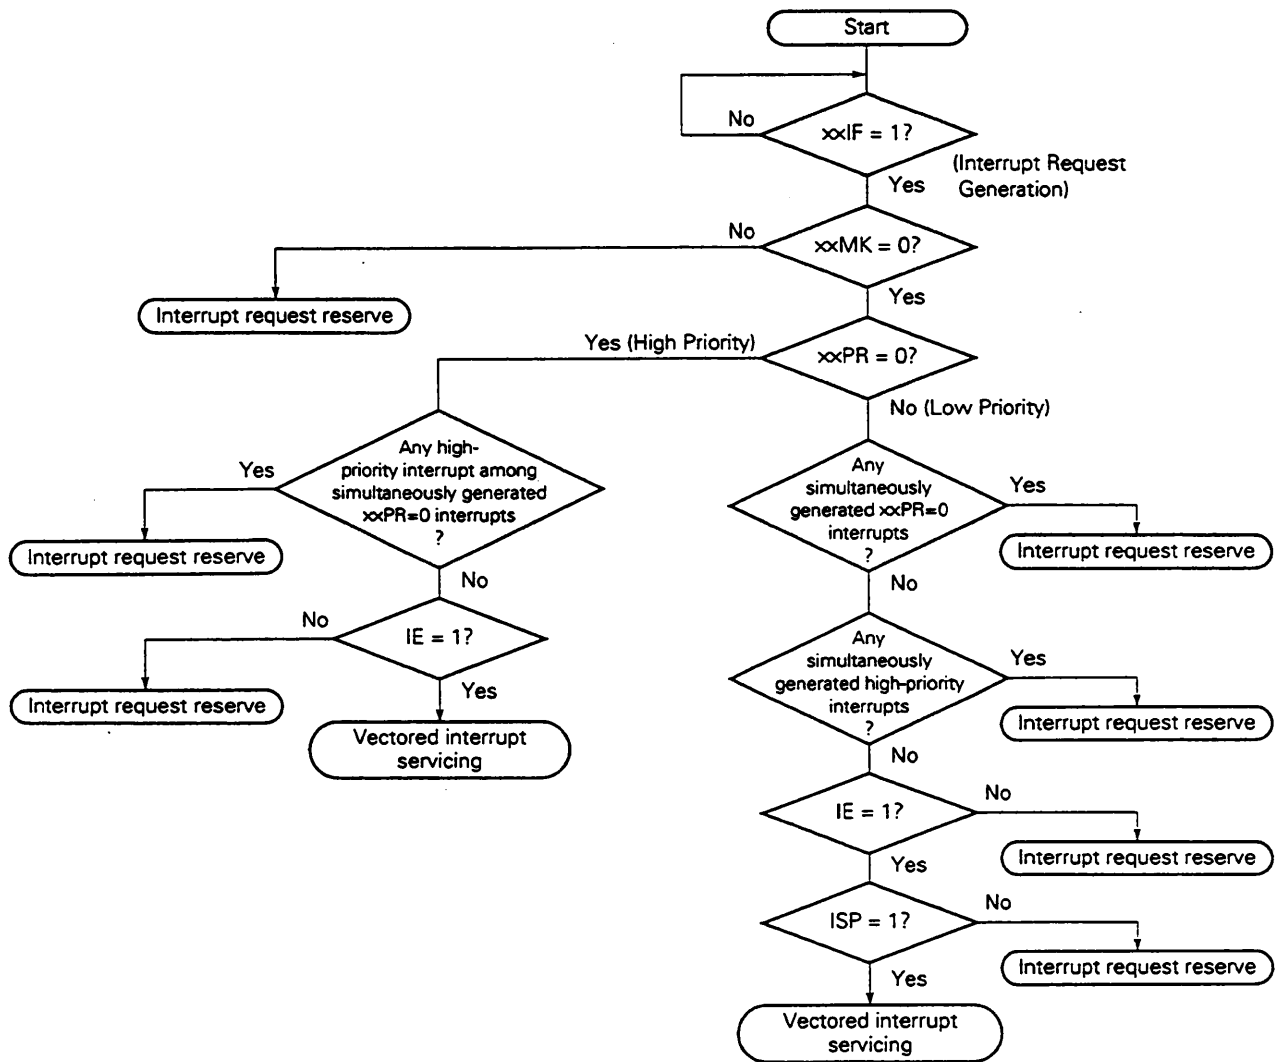 Start
No
xxIF = 1?
(Interrupt Request
Generation)
Yes
No
xxMK = 0?
Yes
Interrupt request reserve
Yes (High Priority)
xxPR = 0?
No (Low Priority)
Any high-
priority interrupt among
simultaneously generated
xxPR=0 interrupts
?
Yes
Interrupt request reserve
No
No
IE = 1?
Interrupt request reserve
Yes
Vectored interrupt
servicing
Any
simultaneously
generated xxPR=0
interrupts
?
Yes
Interrupt request reserve
No
Any
simultaneously
generated high-priority
interrupts
?
Yes
Interrupt request reserve
No
IE = 1?
No
Interrupt request reserve
Yes
ISP = 1?
No
Interrupt request reserve
Yes
Vectored interrupt
servicing